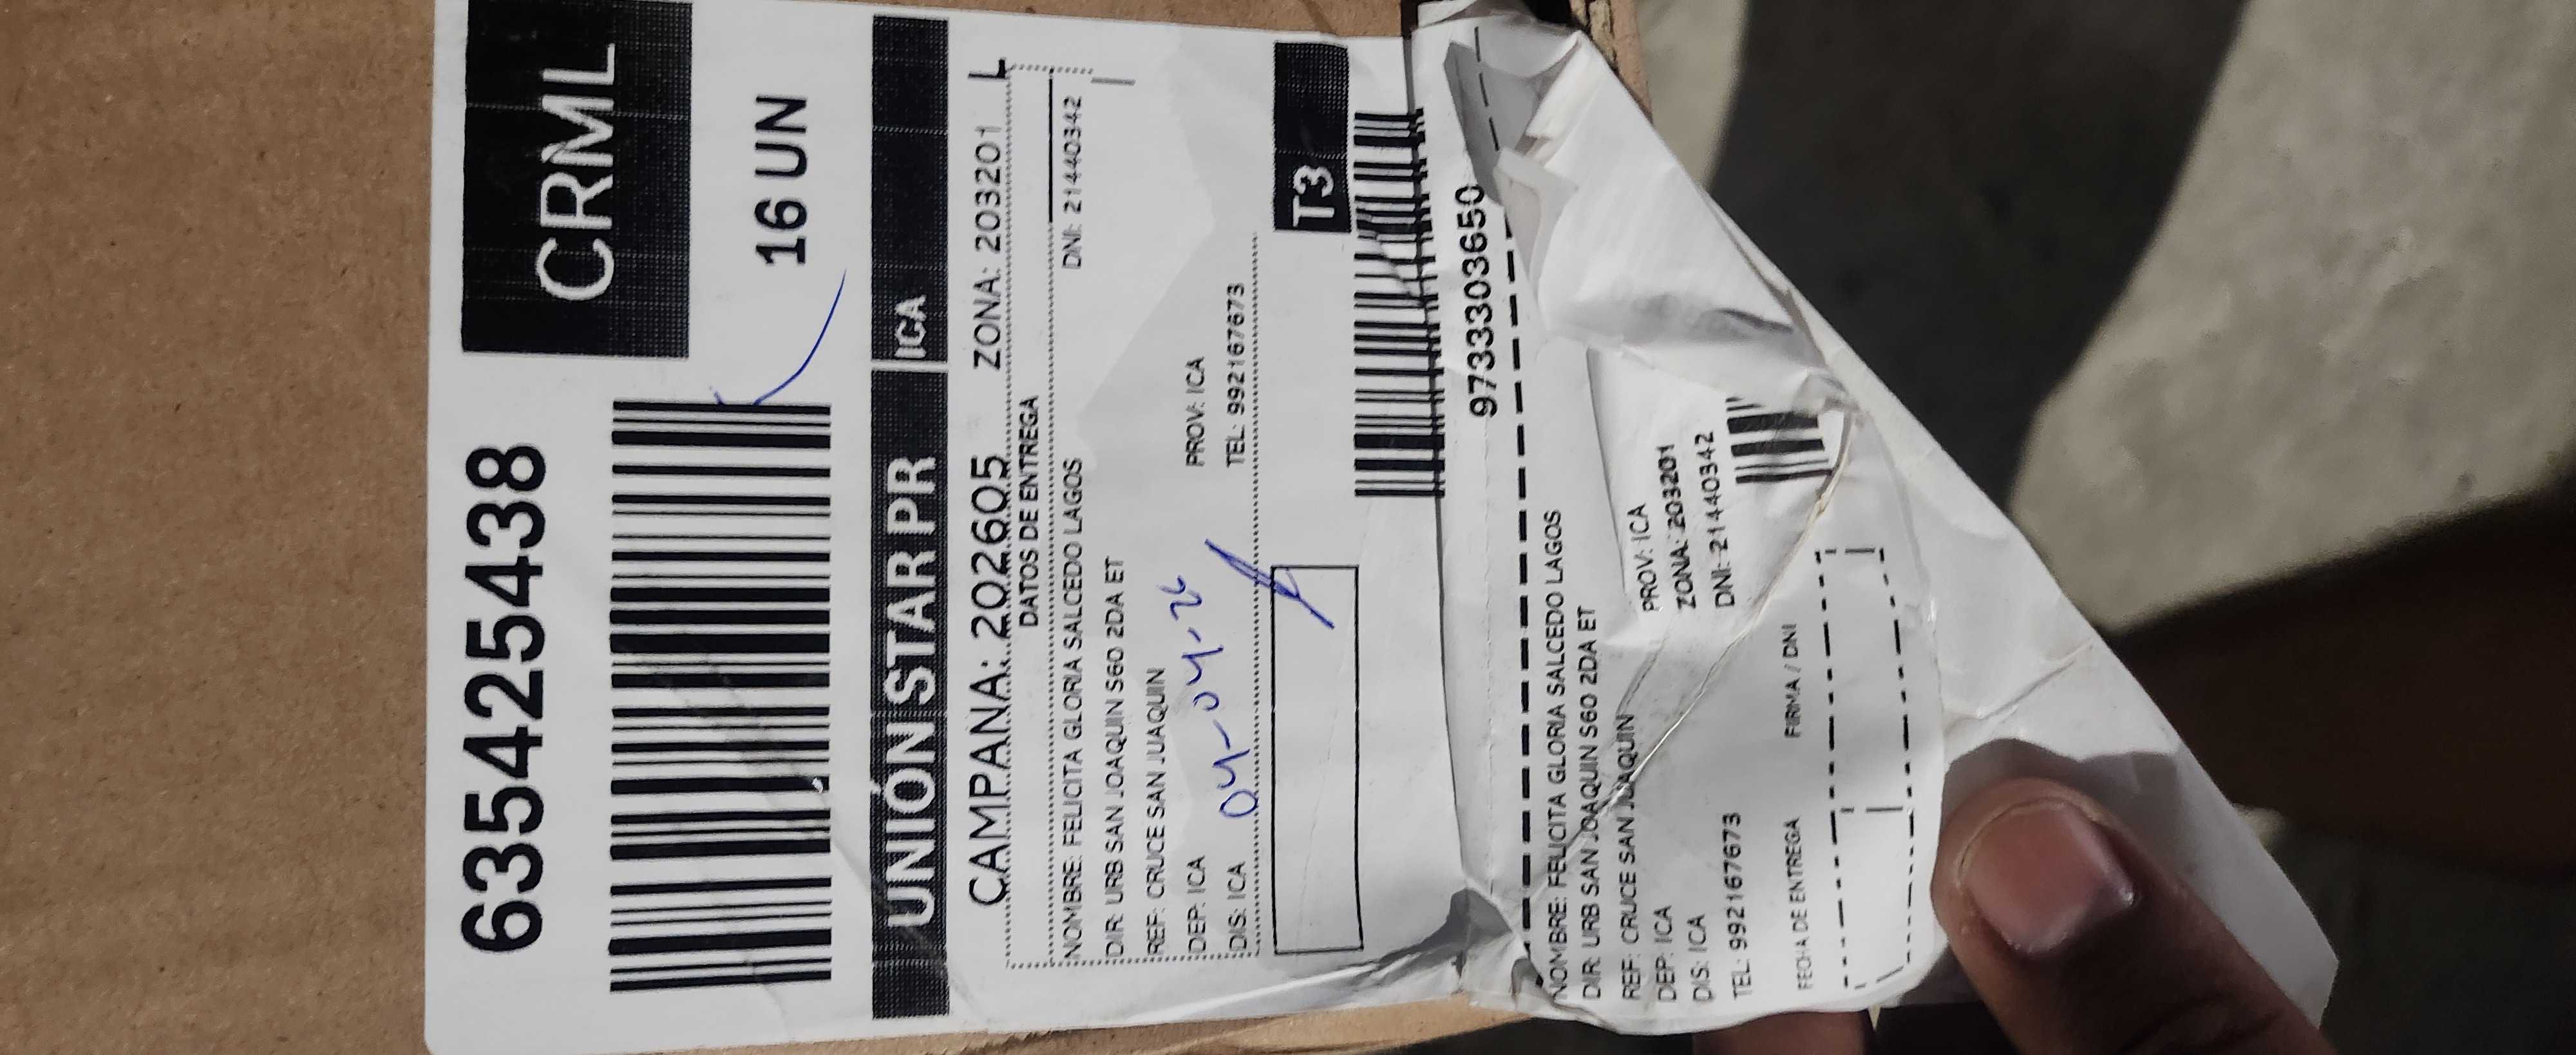 635425438
CRML
16 UN
UNIÓN STAR PR ICA
CAMPANA: 202605 ZONA: 203201 L
DATOS DE ENTREGA
NOMBRE: FELICITA GLORIA SALCEDO LAGOS DNI: 21440342
DIR: URB SAN JOAQUIN S60 2DA ET
REF: CRUCE SAN JUAQUIN
DEP: ICA PROV: ICA
DIS: ICA TEL: 992167673
04-04-26
T3
9733303650
NOMBRE: FELICITA GLORIA SALCEDO LAGOS
DIR: URB SAN JOAQUIN S60 2DA ET
REF: CRUCE SAN JUAQUIN
DEP: ICA PROV: ICA
DIS: ICA ZONA: 203201
TEL: 992167673 DNI: 21440342
FECHA DE ENTREGA FIRMA / DNI